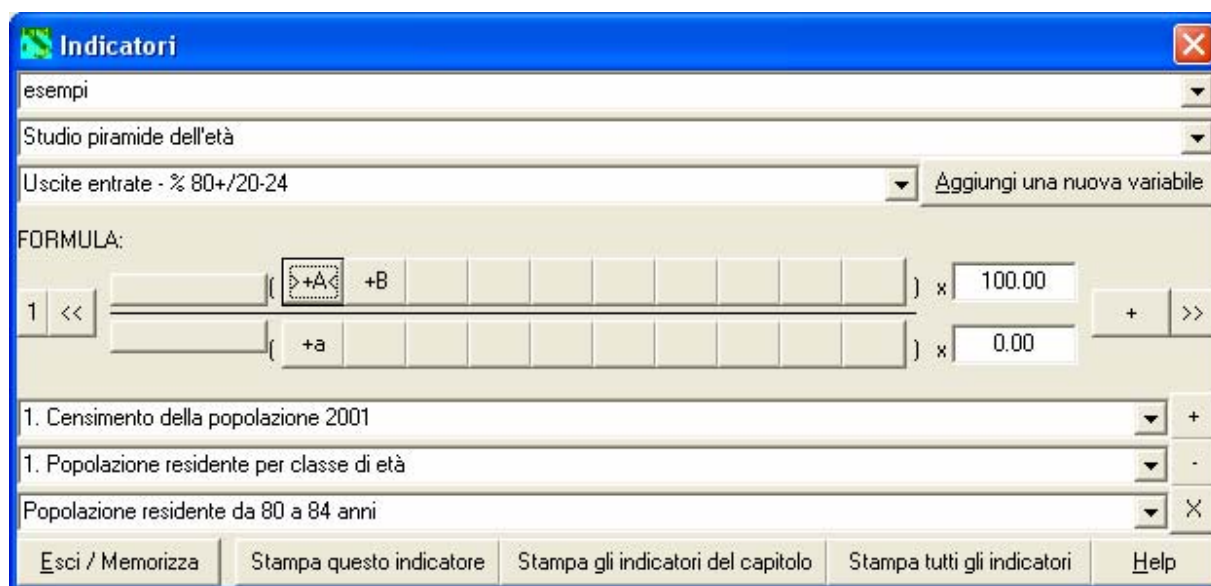 Indicatori
esempi
Studio piramide dell'età
Uscite entrate - % 80+/20-24 Aggiungi una nuova variabile
FORMULA:
( >+A< +B ) x 100.00
1 << + >>
( +a ) x 0.00
1. Censimento della popolazione 2001 +
1. Popolazione residente per classe di età -
Popolazione residente da 80 a 84 anni X
Esci / Memorizza Stampa questo indicatore Stampa gli indicatori del capitolo Stampa tutti gli indicatori Help